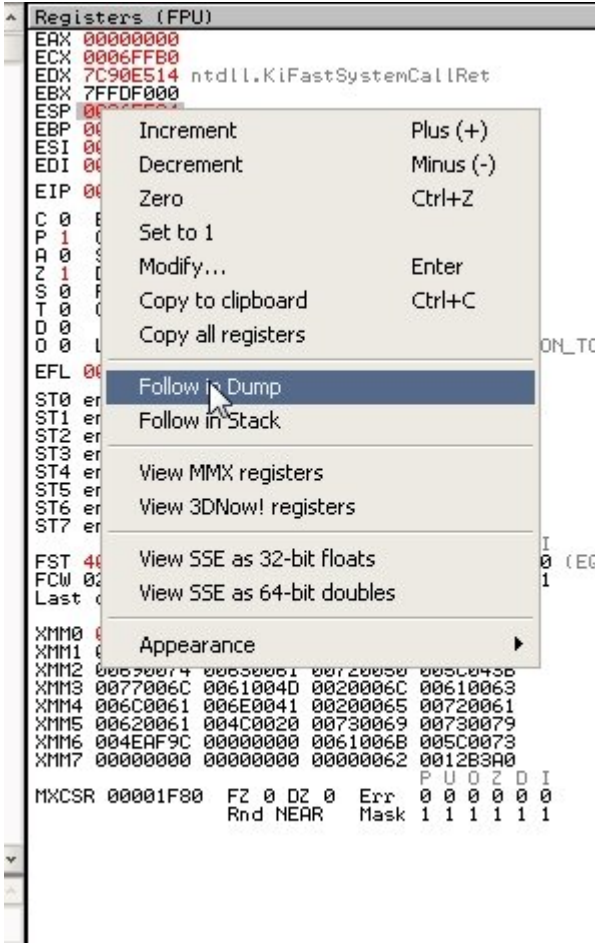 Registers (FPU)
EAX 00000000
ECX 0006FFB0
EDX 7C90E514 ntdll.KiFastSystemCallRet
EBX 7FFDF000
ESP
EBP
ESI
EDI
EIP
C 0
P 1
A 0
Z 1
S 0
T 0
D 0
O 0
ON_TO
EFL
ST0
ST1
ST2
ST3
ST4
ST5
ST6
ST7
FST
FCW
Last
Increment Plus (+)
Decrement Minus (-)
Zero Ctrl+Z
Set to 1
Modify... Enter
Copy to clipboard Ctrl+C
Copy all registers
Follow in Dump
Follow in Stack
View MMX registers
View 3DNow! registers
View SSE as 32-bit floats
View SSE as 64-bit doubles
Appearance
XMM0
XMM1
XMM2
XMM3 0077006C 0061004D 0020006C 00610063
XMM4 006C0061 006E0041 00200065 00720061
XMM5 00620061 004C0020 00730069 00730079
XMM6 004EAF9C 00000000 0061006B 005C0073
XMM7 00000000 00000000 00000062 0012B3A0
P U O Z D I
MXCSR 00001F80 FZ 0 DZ 0 Err 0 0 0 0 0 0
Rnd NEAR Mask 1 1 1 1 1 1